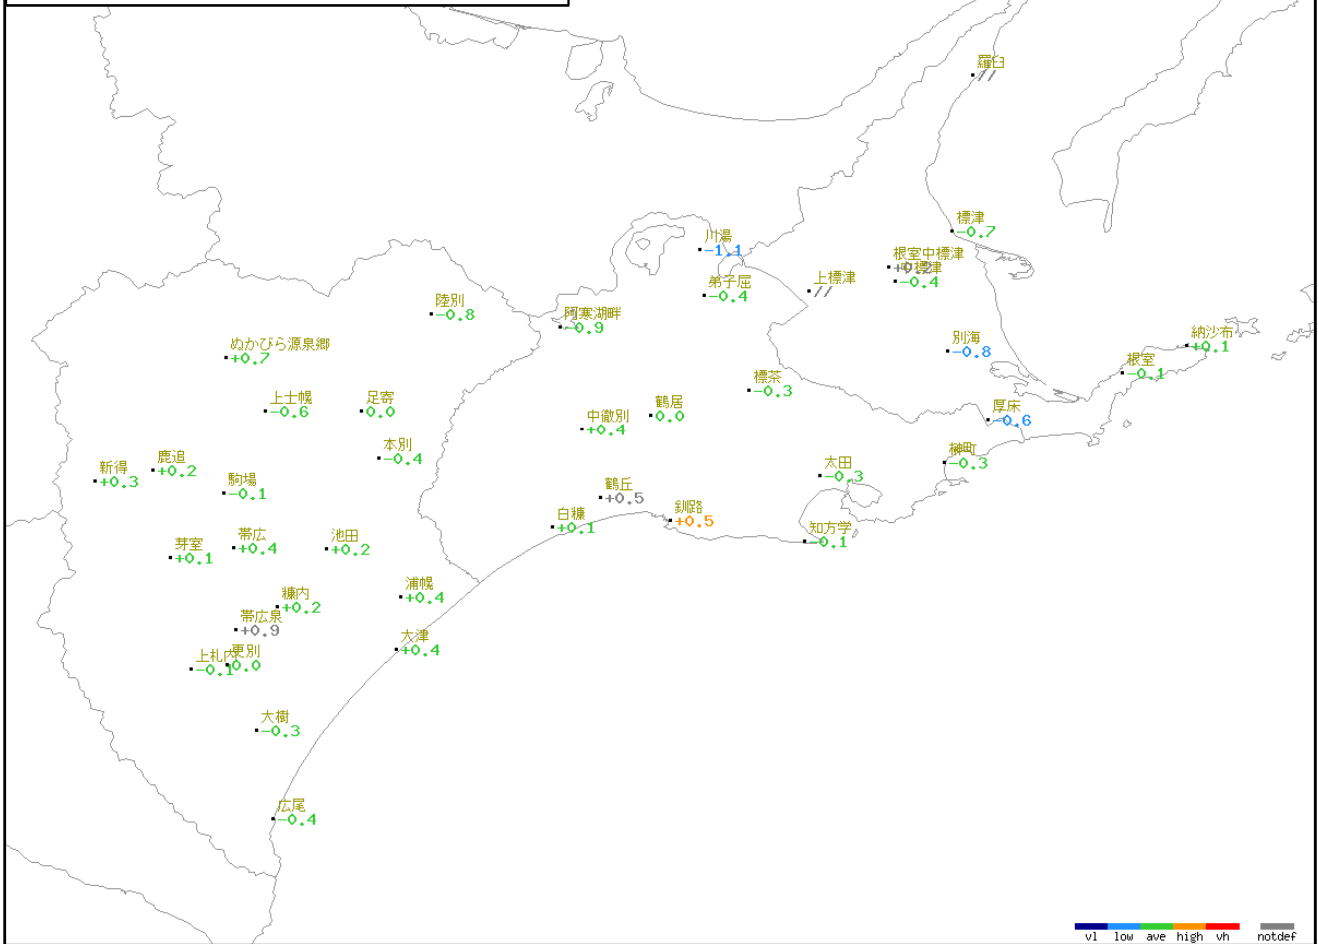 羅臼
//
標津
-0.7
川湯
-1.1
根室中標津
中標津
-0.4
弟子屈
-0.4
上標津
//
陸別
-0.8
阿寒湖畔
-0.9
納沙布
+0.1
ぬかびら源泉郷
+0.7
別海
-0.8
根室
-0.1
標茶
-0.3
上士幌
-0.6
足寄
0.0
鶴居
0.0
厚床
-0.6
中徹別
+0.4
本別
-0.4
榊町
-0.3
鹿追
+0.2
新得
+0.3
太田
-0.3
駒場
-0.1
鶴丘
+0.5
釧路
+0.5
白糠
+0.1
知方学
-0.1
帯広
+0.4
池田
+0.2
芽室
+0.1
浦幌
+0.4
糠内
+0.2
帯広泉
+0.9
大津
+0.4
上札内
-0.1
更別
0.0
大樹
-0.3
広尾
-0.4
vl low ave high vh notdef